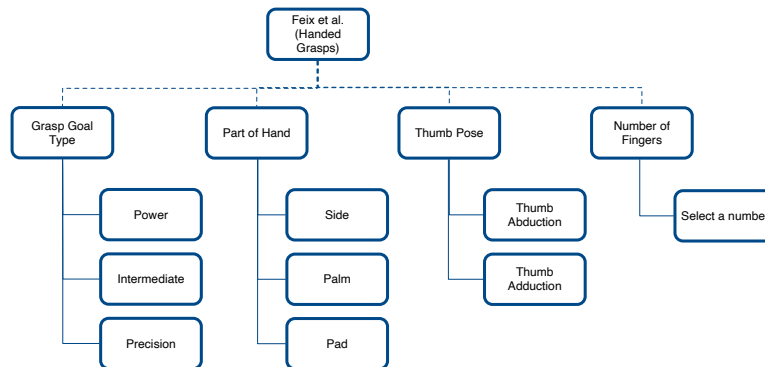 Feix et al.
(Handed
Grasps)
Grasp Goal
Type
Part of Hand
Thumb Pose
Number of
Fingers
Power
Side
Thumb
Abduction
Select a numbe
Intermediate
Palm
Thumb
Adduction
Precision
Pad